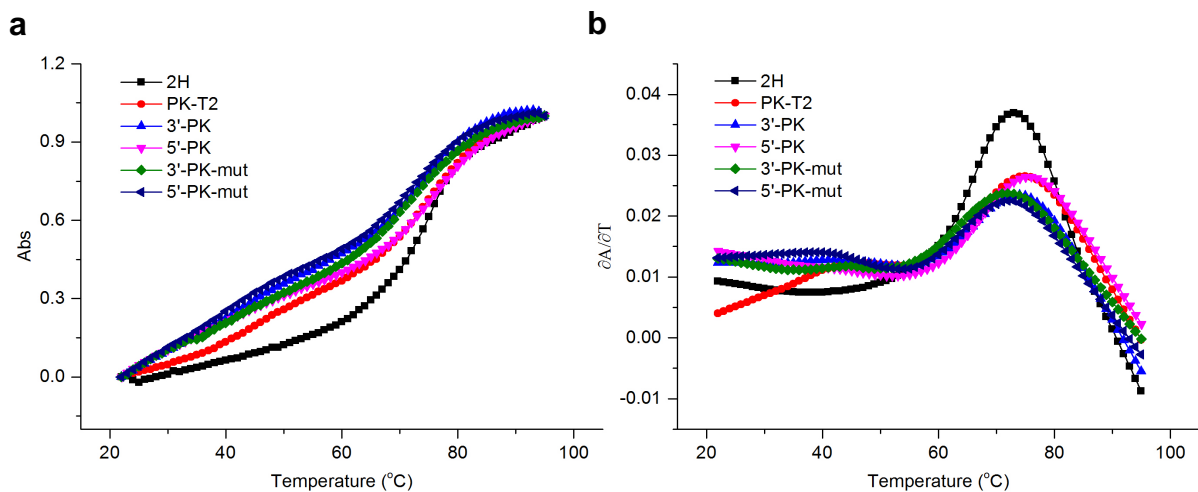 a
1.2
0.9
0.6
0.3
0.0
Abs
2H
PK-T2
3'-PK
5'-PK
3'-PK-mut
5'-PK-mut
20 40 60 80 100
Temperature (°C)
b
0.04
0.03
0.02
0.01
0.00
-0.01
∂A/∂T
2H
PK-T2
3'-PK
5'-PK
3'-PK-mut
5'-PK-mut
20 40 60 80 100
Temperature (°C)